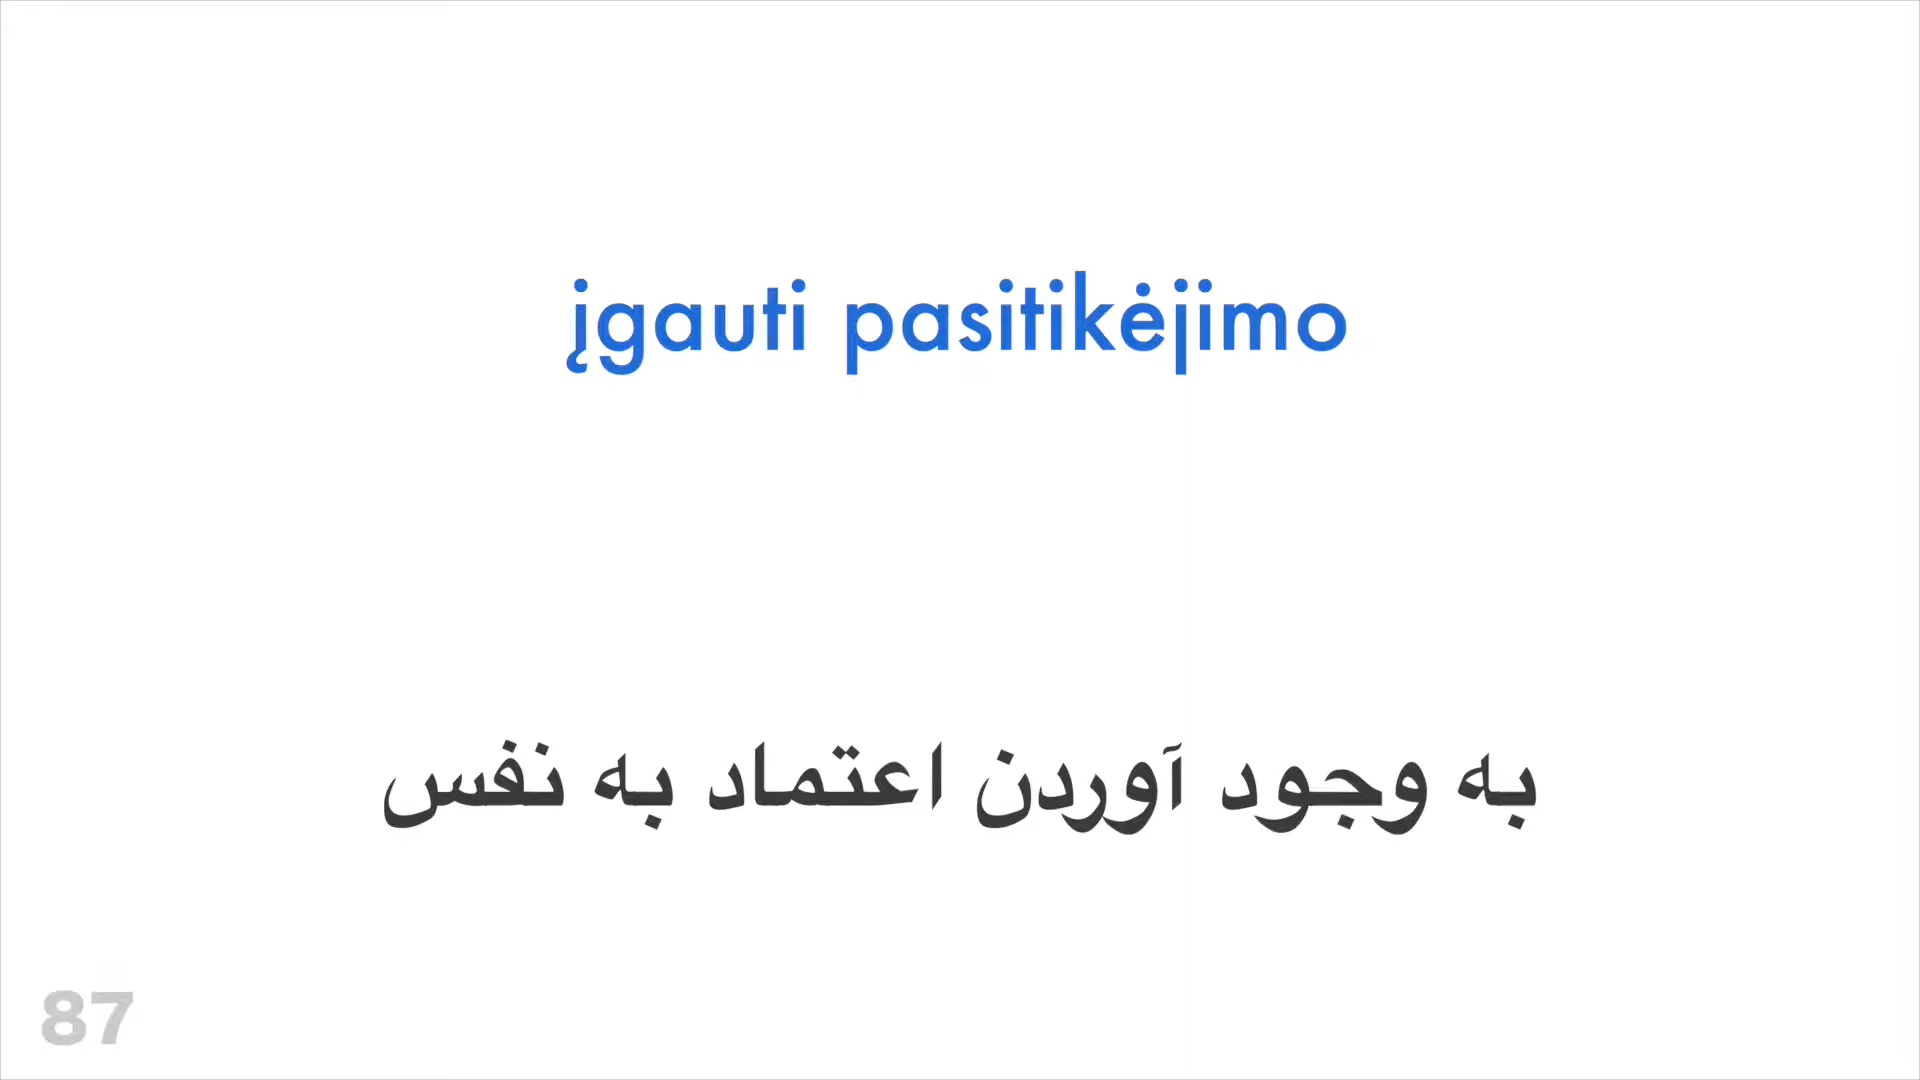 įgauti pasitikėjimo
به وجود آوردن اعتماد به نفس
87